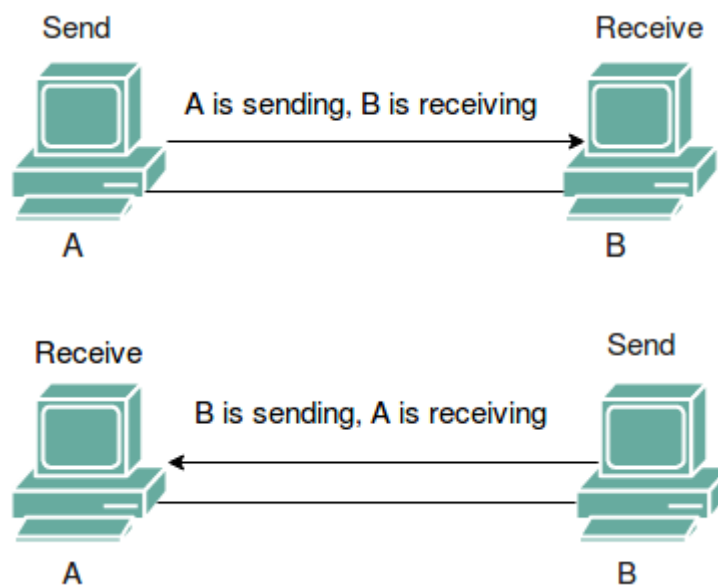 Send
Receive
A is sending, B is receiving
A
B
Receive
Send
B is sending, A is receiving
A
B